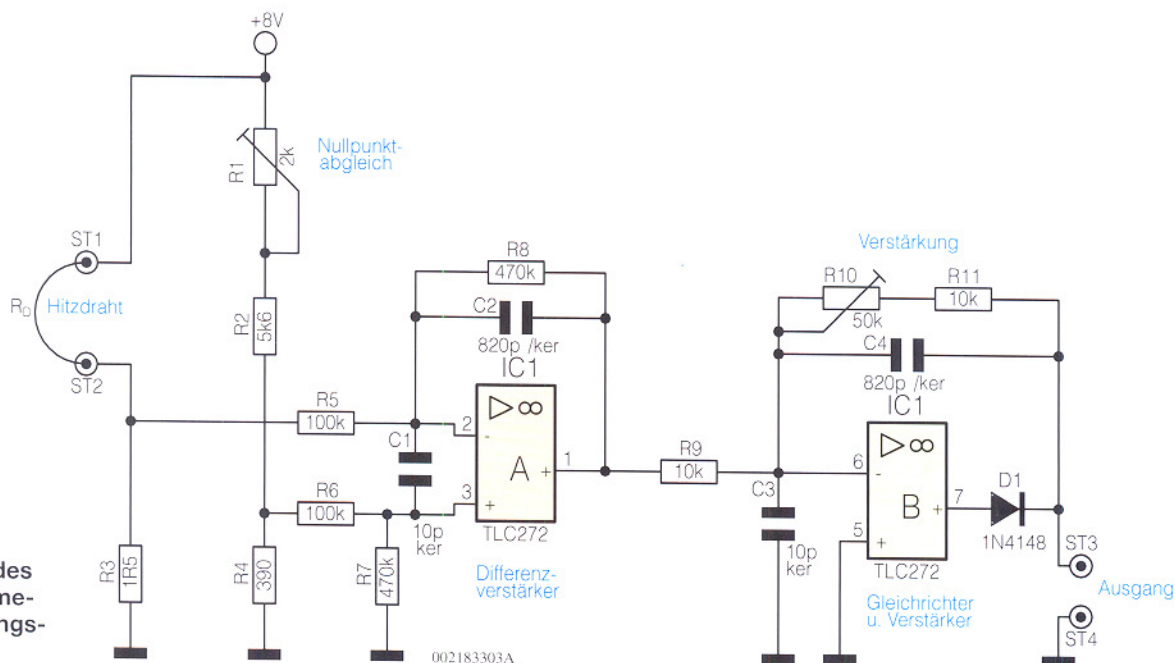 +8V
R1
2k
Nullpunkt-
abgleich
ST1
RD
Hitzdraht
ST2
R2
5k6
R8
470k
C2
820p /ker
IC1
R5
100k
C1
2
-
A
+
1
R6
100k
3
+
10p
ker
TLC272
R3
1R5
R4
390
R7
470k
Differenz-
verstärker
R9
10k
Verstärkung
R10
50k
R11
10k
C4
820p /ker
IC1
6
-
B
+
7
5
+
C3
10p
ker
TLC272
D1
1N4148
Gleichrichter
u. Verstärker
ST3
Ausgang
ST4
des
me-
ngs-
002183303A